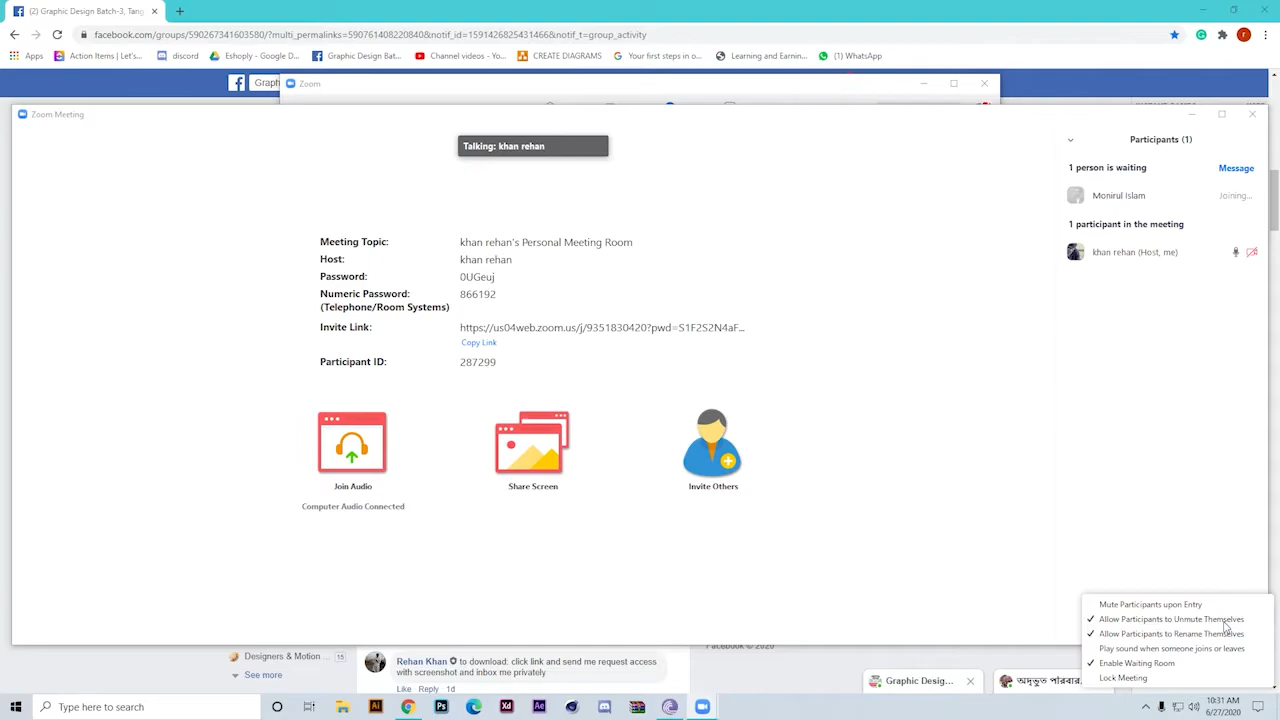 (2) Graphic Design Batch-3, Tang
facebook.com/groups/590267341603580/?multi_permalinks=590761408220840&notif_id=1591426825431466&notif_t=group_activity
Apps
Action Items | Let's...
discord
Eshoply - Google D...
Graphic Design Bat...
Channel videos - Yo...
CREATE DIAGRAMS
Your first steps in o...
Learning and Earnin...
(1) WhatsApp
Graph
Zoom
Zoom Meeting
Talking: khan rehan
Participants (1)
1 person is waiting
Message
Monirul Islam
Joining...
1 participant in the meeting
khan rehan (Host, me)
Meeting Topic:
khan rehan's Personal Meeting Room
Host:
khan rehan
Password:
0UGeuj
Numeric Password:
866192
(Telephone/Room Systems)
Invite Link:
https://us04web.zoom.us/j/9351830420?pwd=S1F2S2N4aF...
Copy Link
Participant ID:
287299
Join Audio
Share Screen
Invite Others
Computer Audio Connected
Mute Participants upon Entry
Allow Participants to Unmute Themselves
Allow Participants to Rename Themselves
Play sound when someone joins or leaves
Enable Waiting Room
Lock Meeting
Designers & Motion ...
15
See more
Rehan Khan to download: click link and send me request access
with screenshot and inbox me privately
Like Reply 1d
Facebook © 2020
Graphic Desig...
অদ্ভুত পরিবার...
Type here to search
10:31 AM
6/27/2020